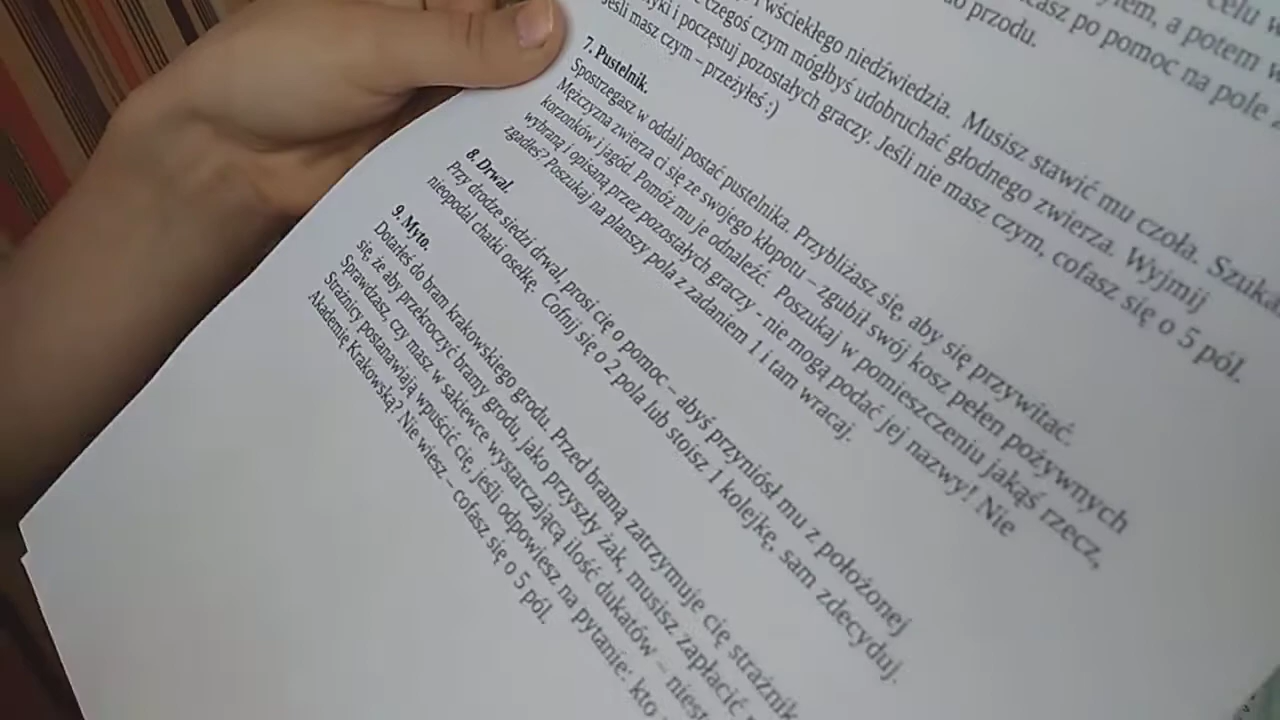 celu w
łem, a potem w
casz po pomoc na pole
do przodu.
i wściekłego niedźwiedzia. Musisz stawić mu czoła. Szukasz
czegoś czym mógłbyś udobruchać głodnego zwierza. Wyjmij
tyki i poczęstuj pozostałych graczy. Jeśli nie masz czym, cofasz się o 5 pól.
Jeśli masz czym – przeżyłeś :)
7. Pustelnik.
Spostrzegasz w oddali postać pustelnika. Przybliżasz się, aby się przywitać.
Mężczyzna zwierza ci się ze swojego kłopotu – zgubił swój kosz pełen pożywnych
korzonków i jagód. Pomóż mu je odnaleźć. Poszukaj w pomieszczeniu jakąś rzecz,
wybraną i opisaną przez pozostałych graczy - nie mogą podać jej nazwy! Nie
zgadłeś? Poszukaj na planszy pola z zadaniem 1 i tam wracaj.
8. Drwal.
Przy drodze siedzi drwal, prosi cię o pomoc – abyś przyniósł mu z położonej
nieopodal chatki osełkę. Cofnij się o 2 pola lub stoisz 1 kolejkę, sam zdecyduj.
9. Myto.
Dotarłeś do bram krakowskiego grodu. Przed bramą zatrzymuje cię strażnik
się, że aby przekroczyć bramy grodu, jako przyszły żak, musisz zapłacić
Sprawdzasz, czy masz w sakiewce wystarczającą ilość dukatów – niest
Strażnicy postanawiają wpuścić cię, jeśli odpowiesz na pytanie: kto
Akademię Krakowską? Nie wiesz – cofasz się o 5 pól.